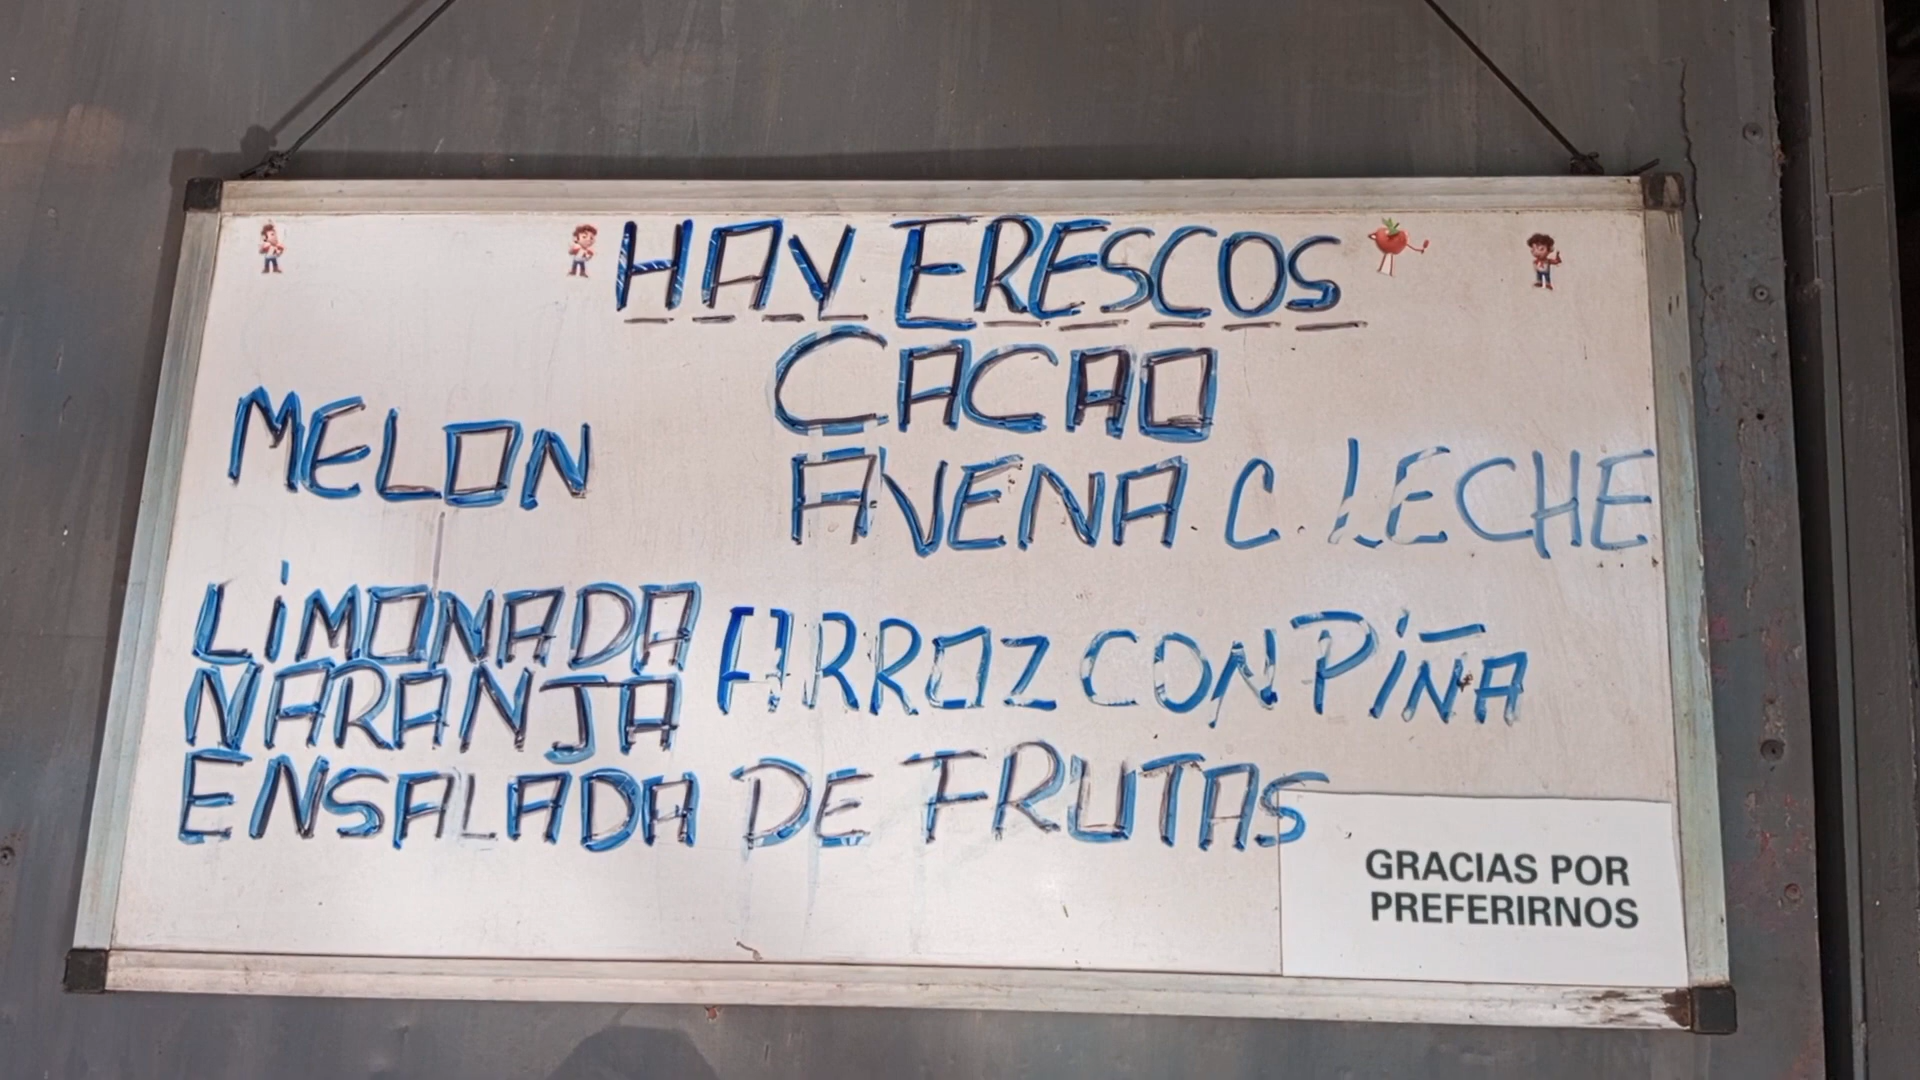 HAY FRESCOS
CACAO
MELON
AVENA C. LECHE
LiMONADA
ARROZ CON PiÑA
NARANJA
ENSALADA DE FRUTAS
GRACIAS POR
PREFERIRNOS